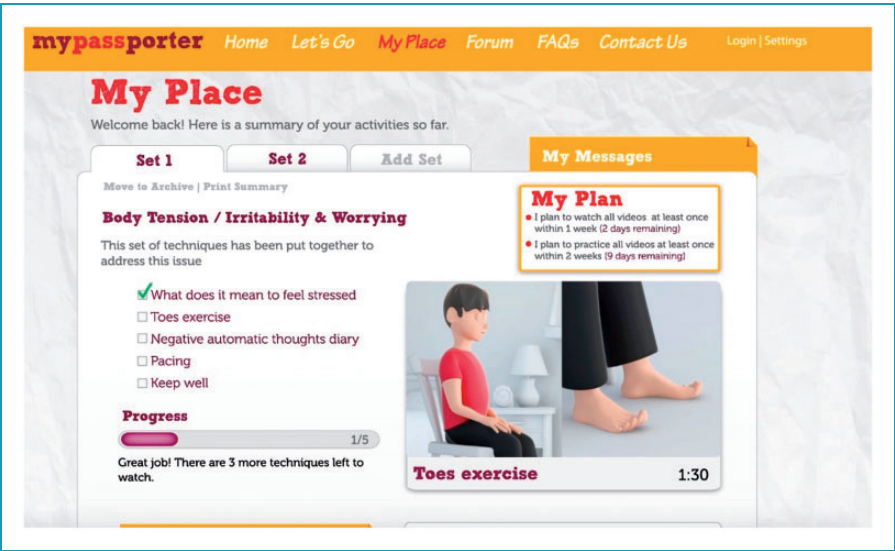 mypassporter Home Let's Go My Place Forum FAQs Contact Us Login | Settings
My Place
Welcome back! Here is a summary of your activities so far.
Set 1 Set 2 Add Set My Messages
Move to Archive | Print Summary
Body Tension / Irritability & Worrying
This set of techniques has been put together to
address this issue
What does it mean to feel stressed
Toes exercise
Negative automatic thoughts diary
Pacing
Keep well
Progress
1/5
Great job! There are 3 more techniques left to
watch.
My Plan
I plan to watch all videos at least once
within 1 week (2 days remaining)
I plan to practice all videos at least once
within 2 weeks (9 days remaining)
Toes exercise 1:30